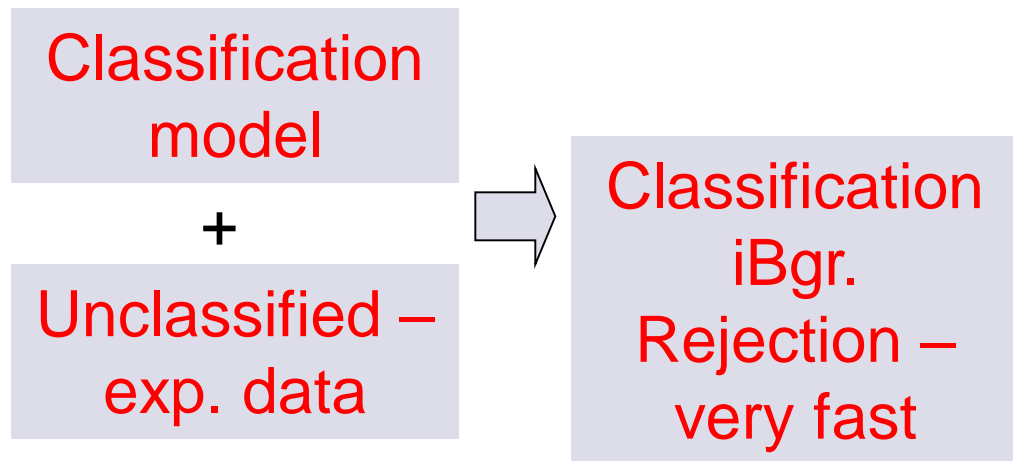 Classification
model
+
Unclassified –
exp. data
Classification
iBgr.
Rejection –
very fast